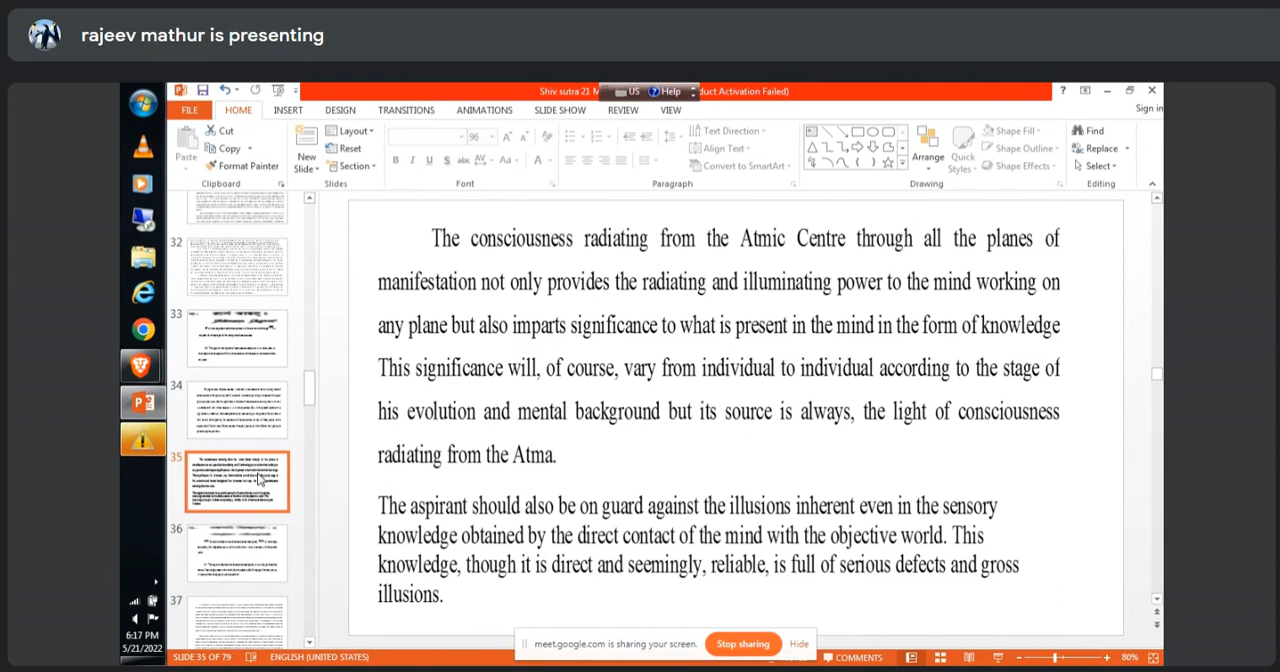 rajeev mathur is presenting
Shiv sutra 21 M
US
Help
duct Activation Failed)
Sign in
FILE HOME INSERT DESIGN TRANSITIONS ANIMATIONS SLIDE SHOW REVIEW VIEW
Paste
Cut
Copy
Format Painter
Clipboard
New
Slide
Layout
Reset
Section
Slides
96
B I U S abc AV Aa A
Font
Text Direction
Align Text
Convert to SmartArt
Paragraph
Arrange
Quick
Styles
Shape Fill
Shape Outline
Shape Effects
Drawing
Find
Replace
Select
Editing
32
33
34
35
36
37
The consciousness radiating from the Atmic Centre through all the planes of
manifestation not only provides the radiating and illuminating power to the mind working on
any plane but also imparts significance to what is present in the mind in the form of knowledge
This significance will, of course, vary from individual to individual according to the stage of
his evolution and mental background but its source is always, the light of consciousness
radiating from the Atma.
The aspirant should also be on guard against the illusions inherent even in the sensory
knowledge obtained by the direct contact of the mind with the objective world. This
knowledge, though it is direct and seemingly, reliable, is full of serious defects and gross
illusions.
meet.google.com is sharing your screen.
Stop sharing
Hide
6:17 PM
5/21/2022
SLIDE 35 OF 79
ENGLISH (UNITED STATES)
COMMENTS
80%